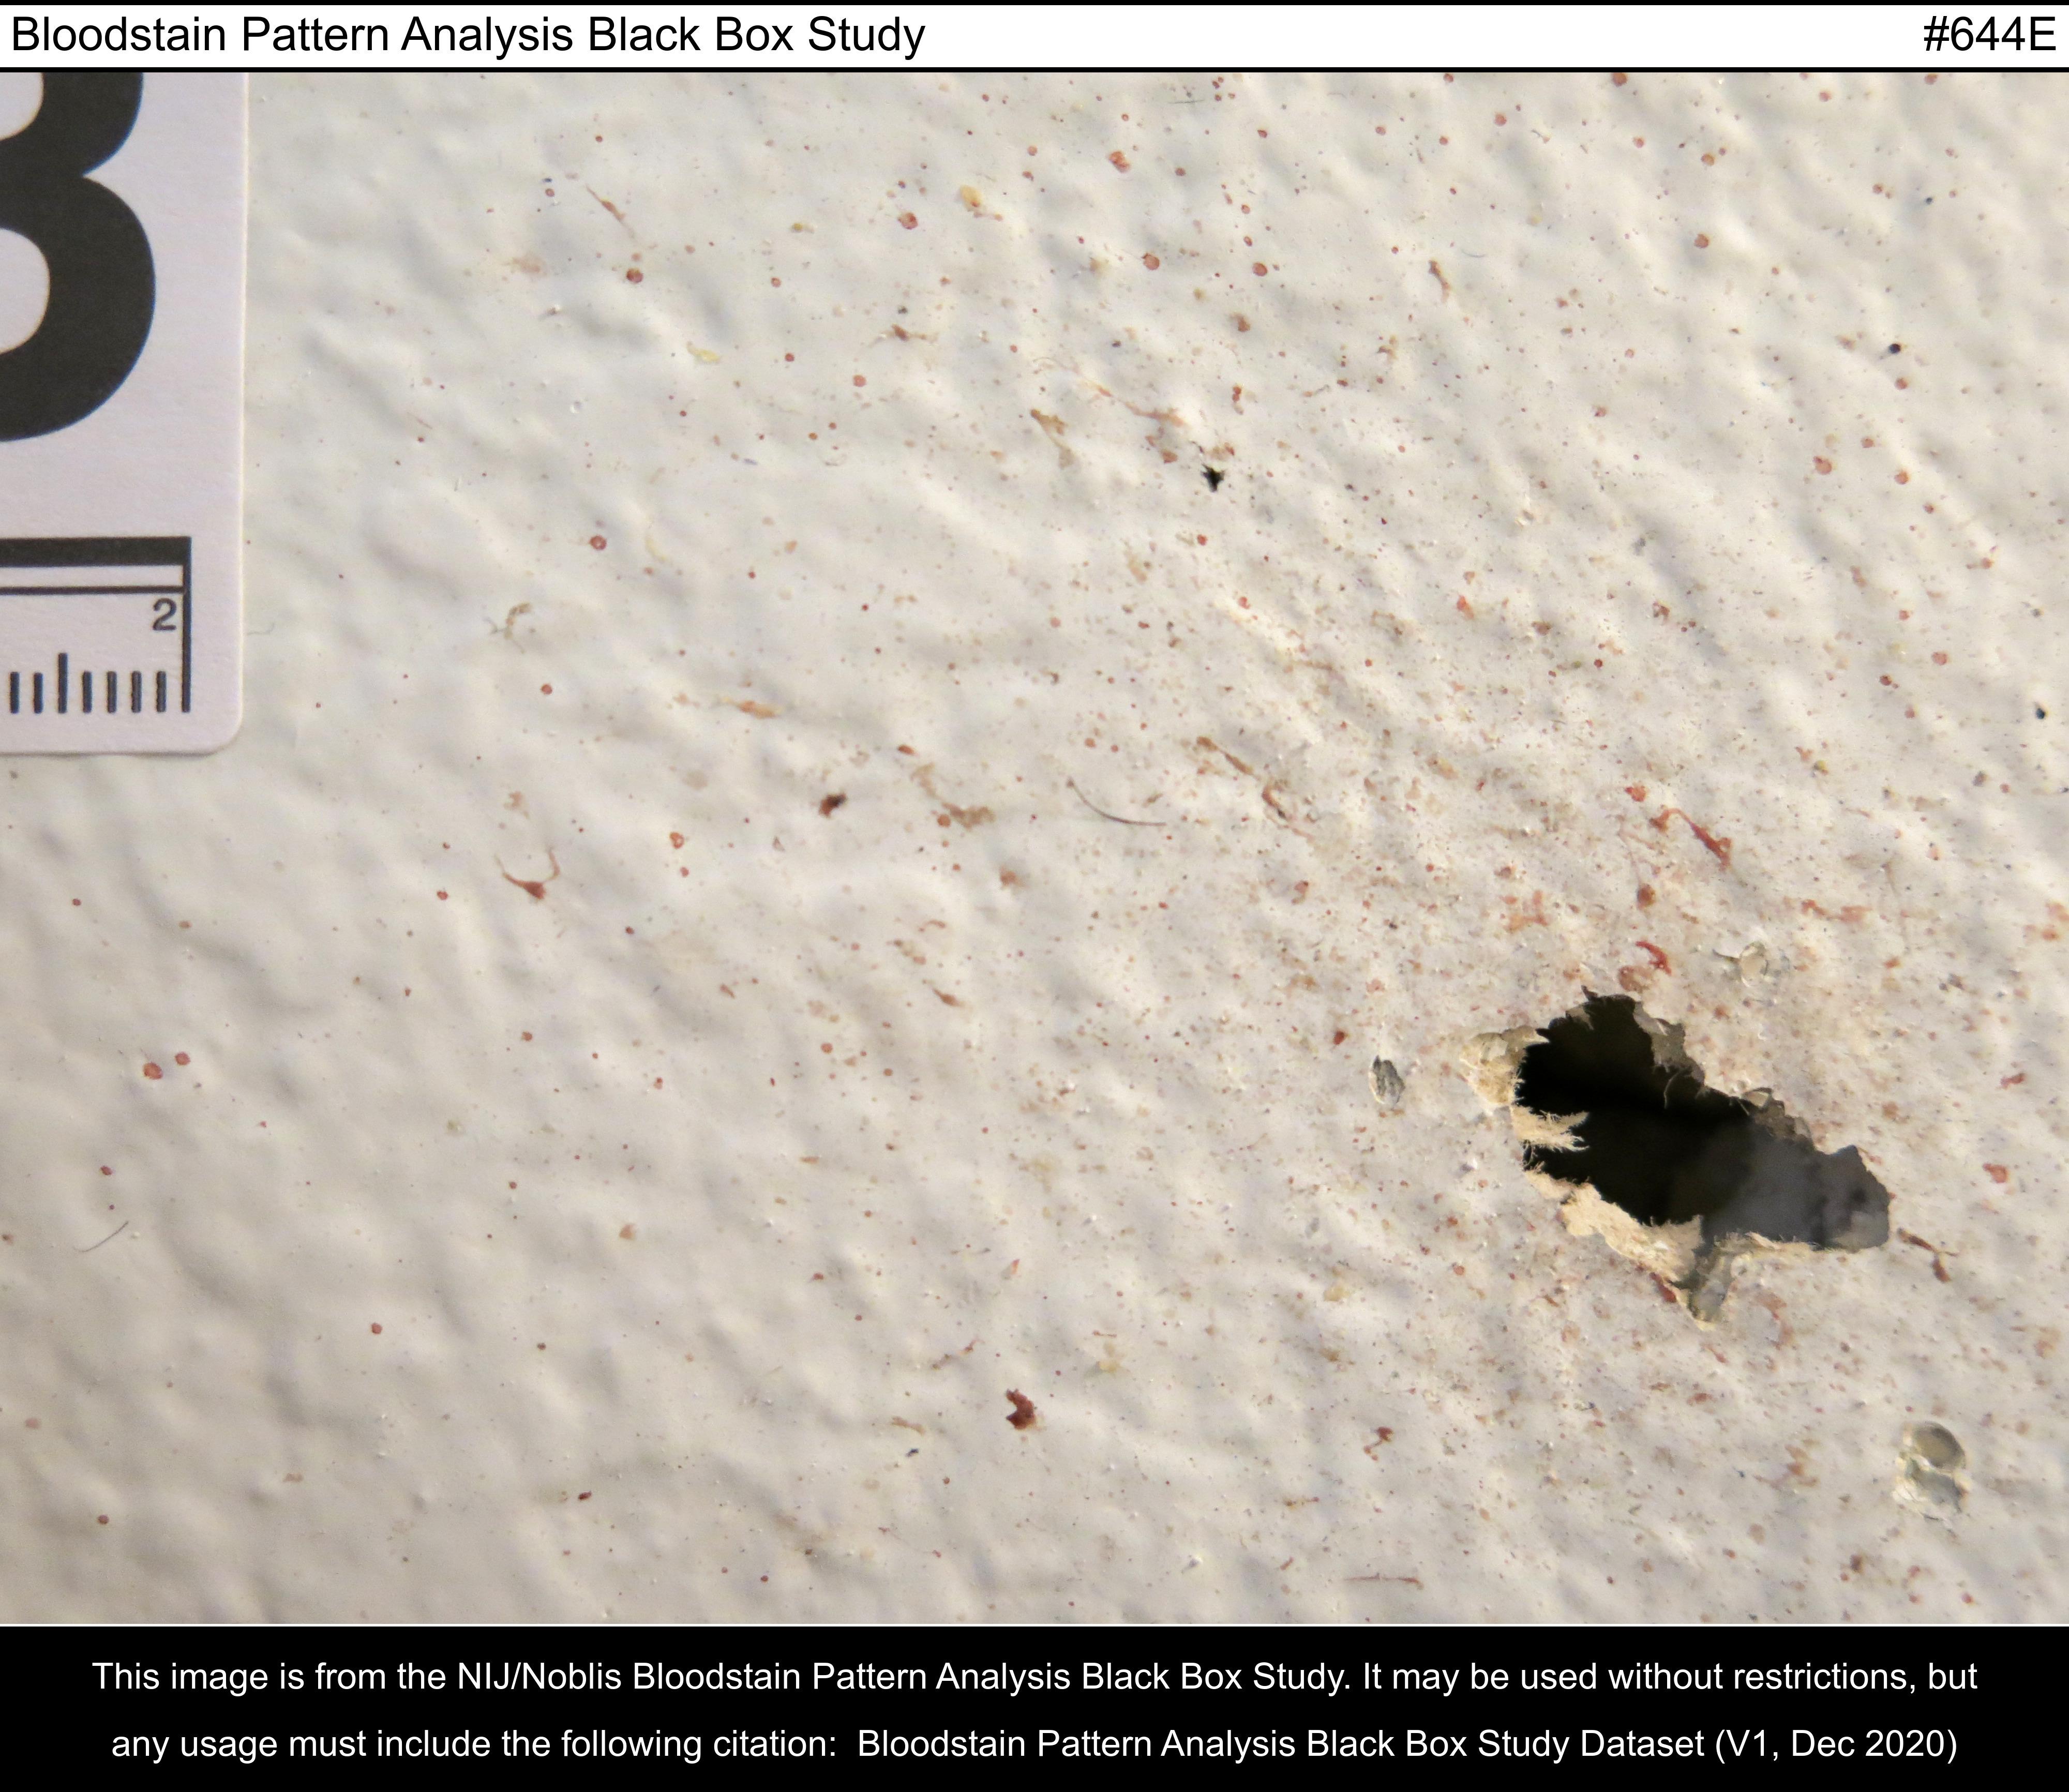 Bloodstain Pattern Analysis Black Box Study #644E
2
This image is from the NIJ/Noblis Bloodstain Pattern Analysis Black Box Study. It may be used without restrictions, but
any usage must include the following citation:  Bloodstain Pattern Analysis Black Box Study Dataset (V1, Dec 2020)